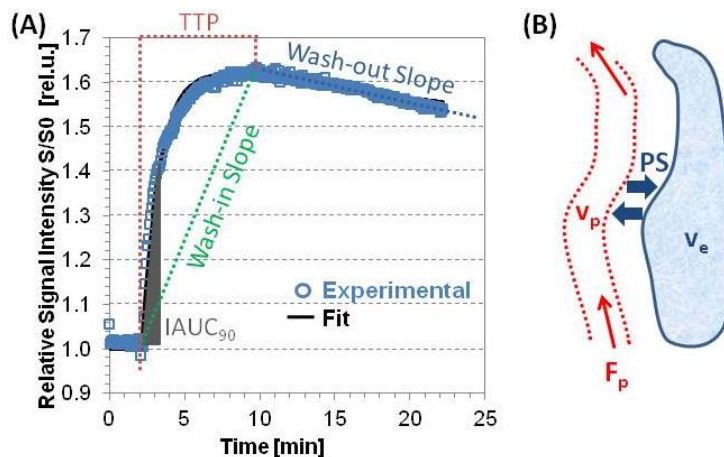 (A)
TTP
1.7
1.6
1.5
1.4
1.3
1.2
1.1
1.0
0.9
Relative Signal Intensity S/S0 [rel.u.]
Wash-out Slope
Wash-in Slope
Experimental
Fit
IAUC90
0 5 10 15 20 25
Time [min]
(B)
PS
vp
ve
Fp